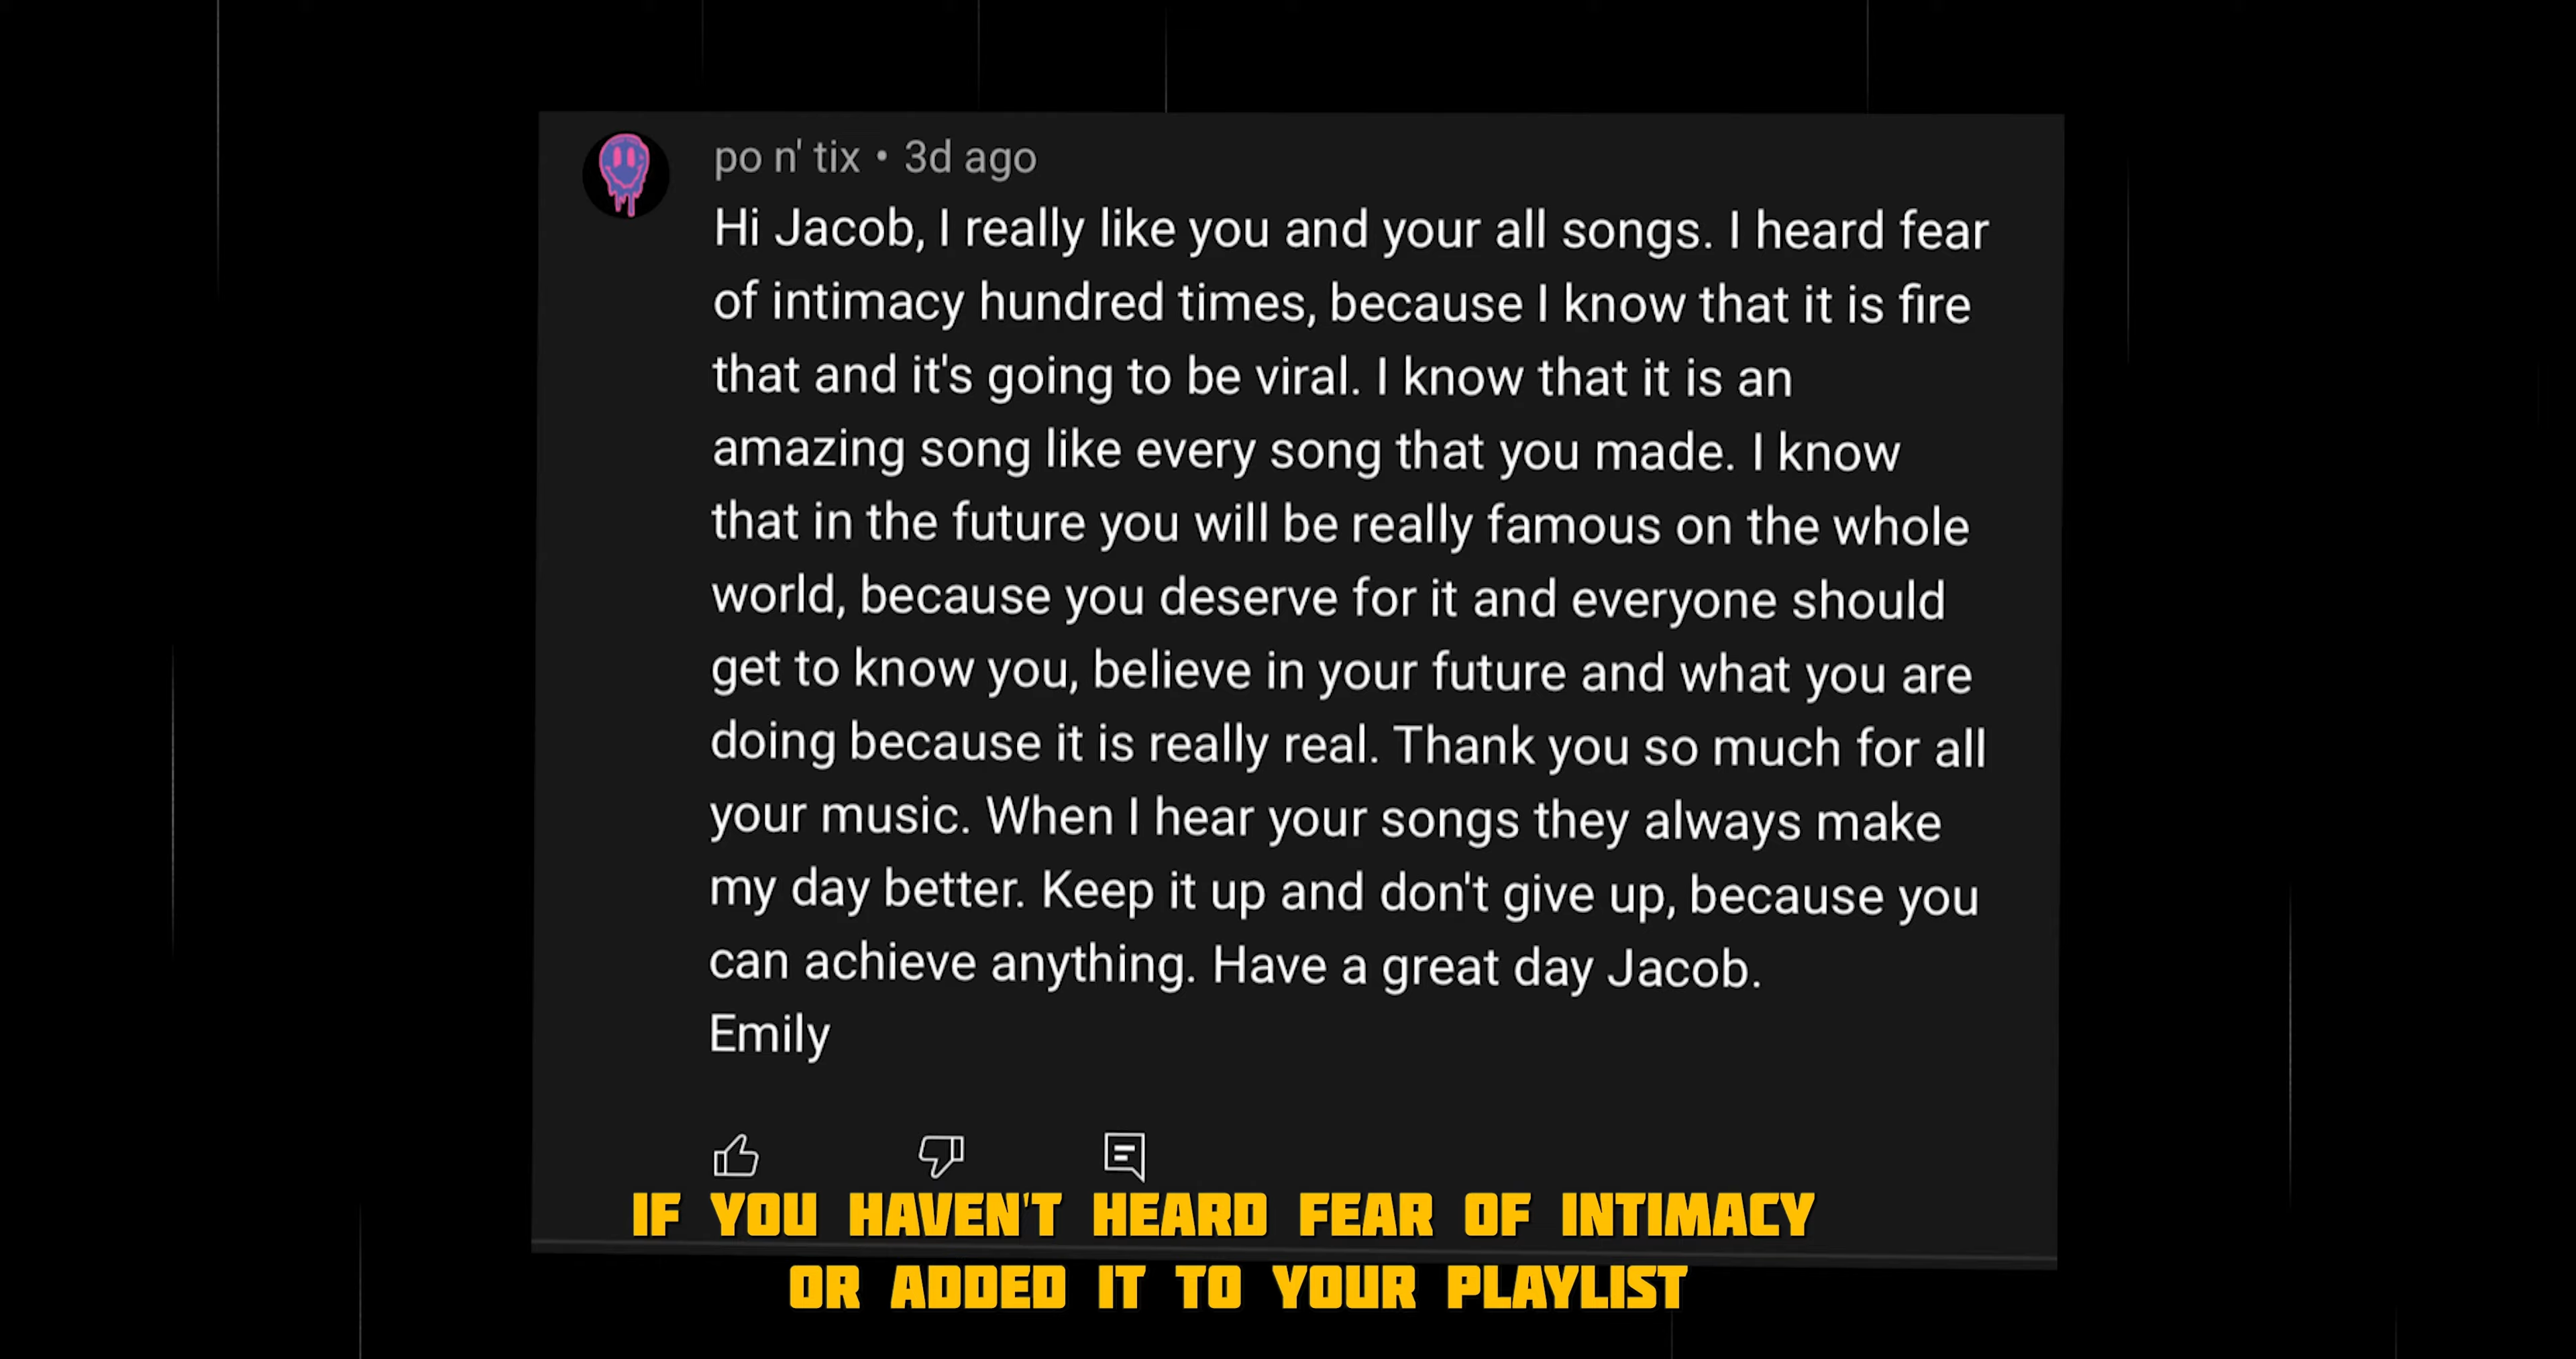 po n' tix • 3d ago
Hi Jacob, I really like you and your all songs. I heard fear
of intimacy hundred times, because I know that it is fire
that and it's going to be viral. I know that it is an
amazing song like every song that you made. I know
that in the future you will be really famous on the whole
world, because you deserve for it and everyone should
get to know you, believe in your future and what you are
doing because it is really real. Thank you so much for all
your music. When I hear your songs they always make
my day better. Keep it up and don't give up, because you
can achieve anything. Have a great day Jacob.
Emily
IF YOU HAVEN'T HEARD FEAR OF INTIMACY
OR ADDED IT TO YOUR PLAYLIST